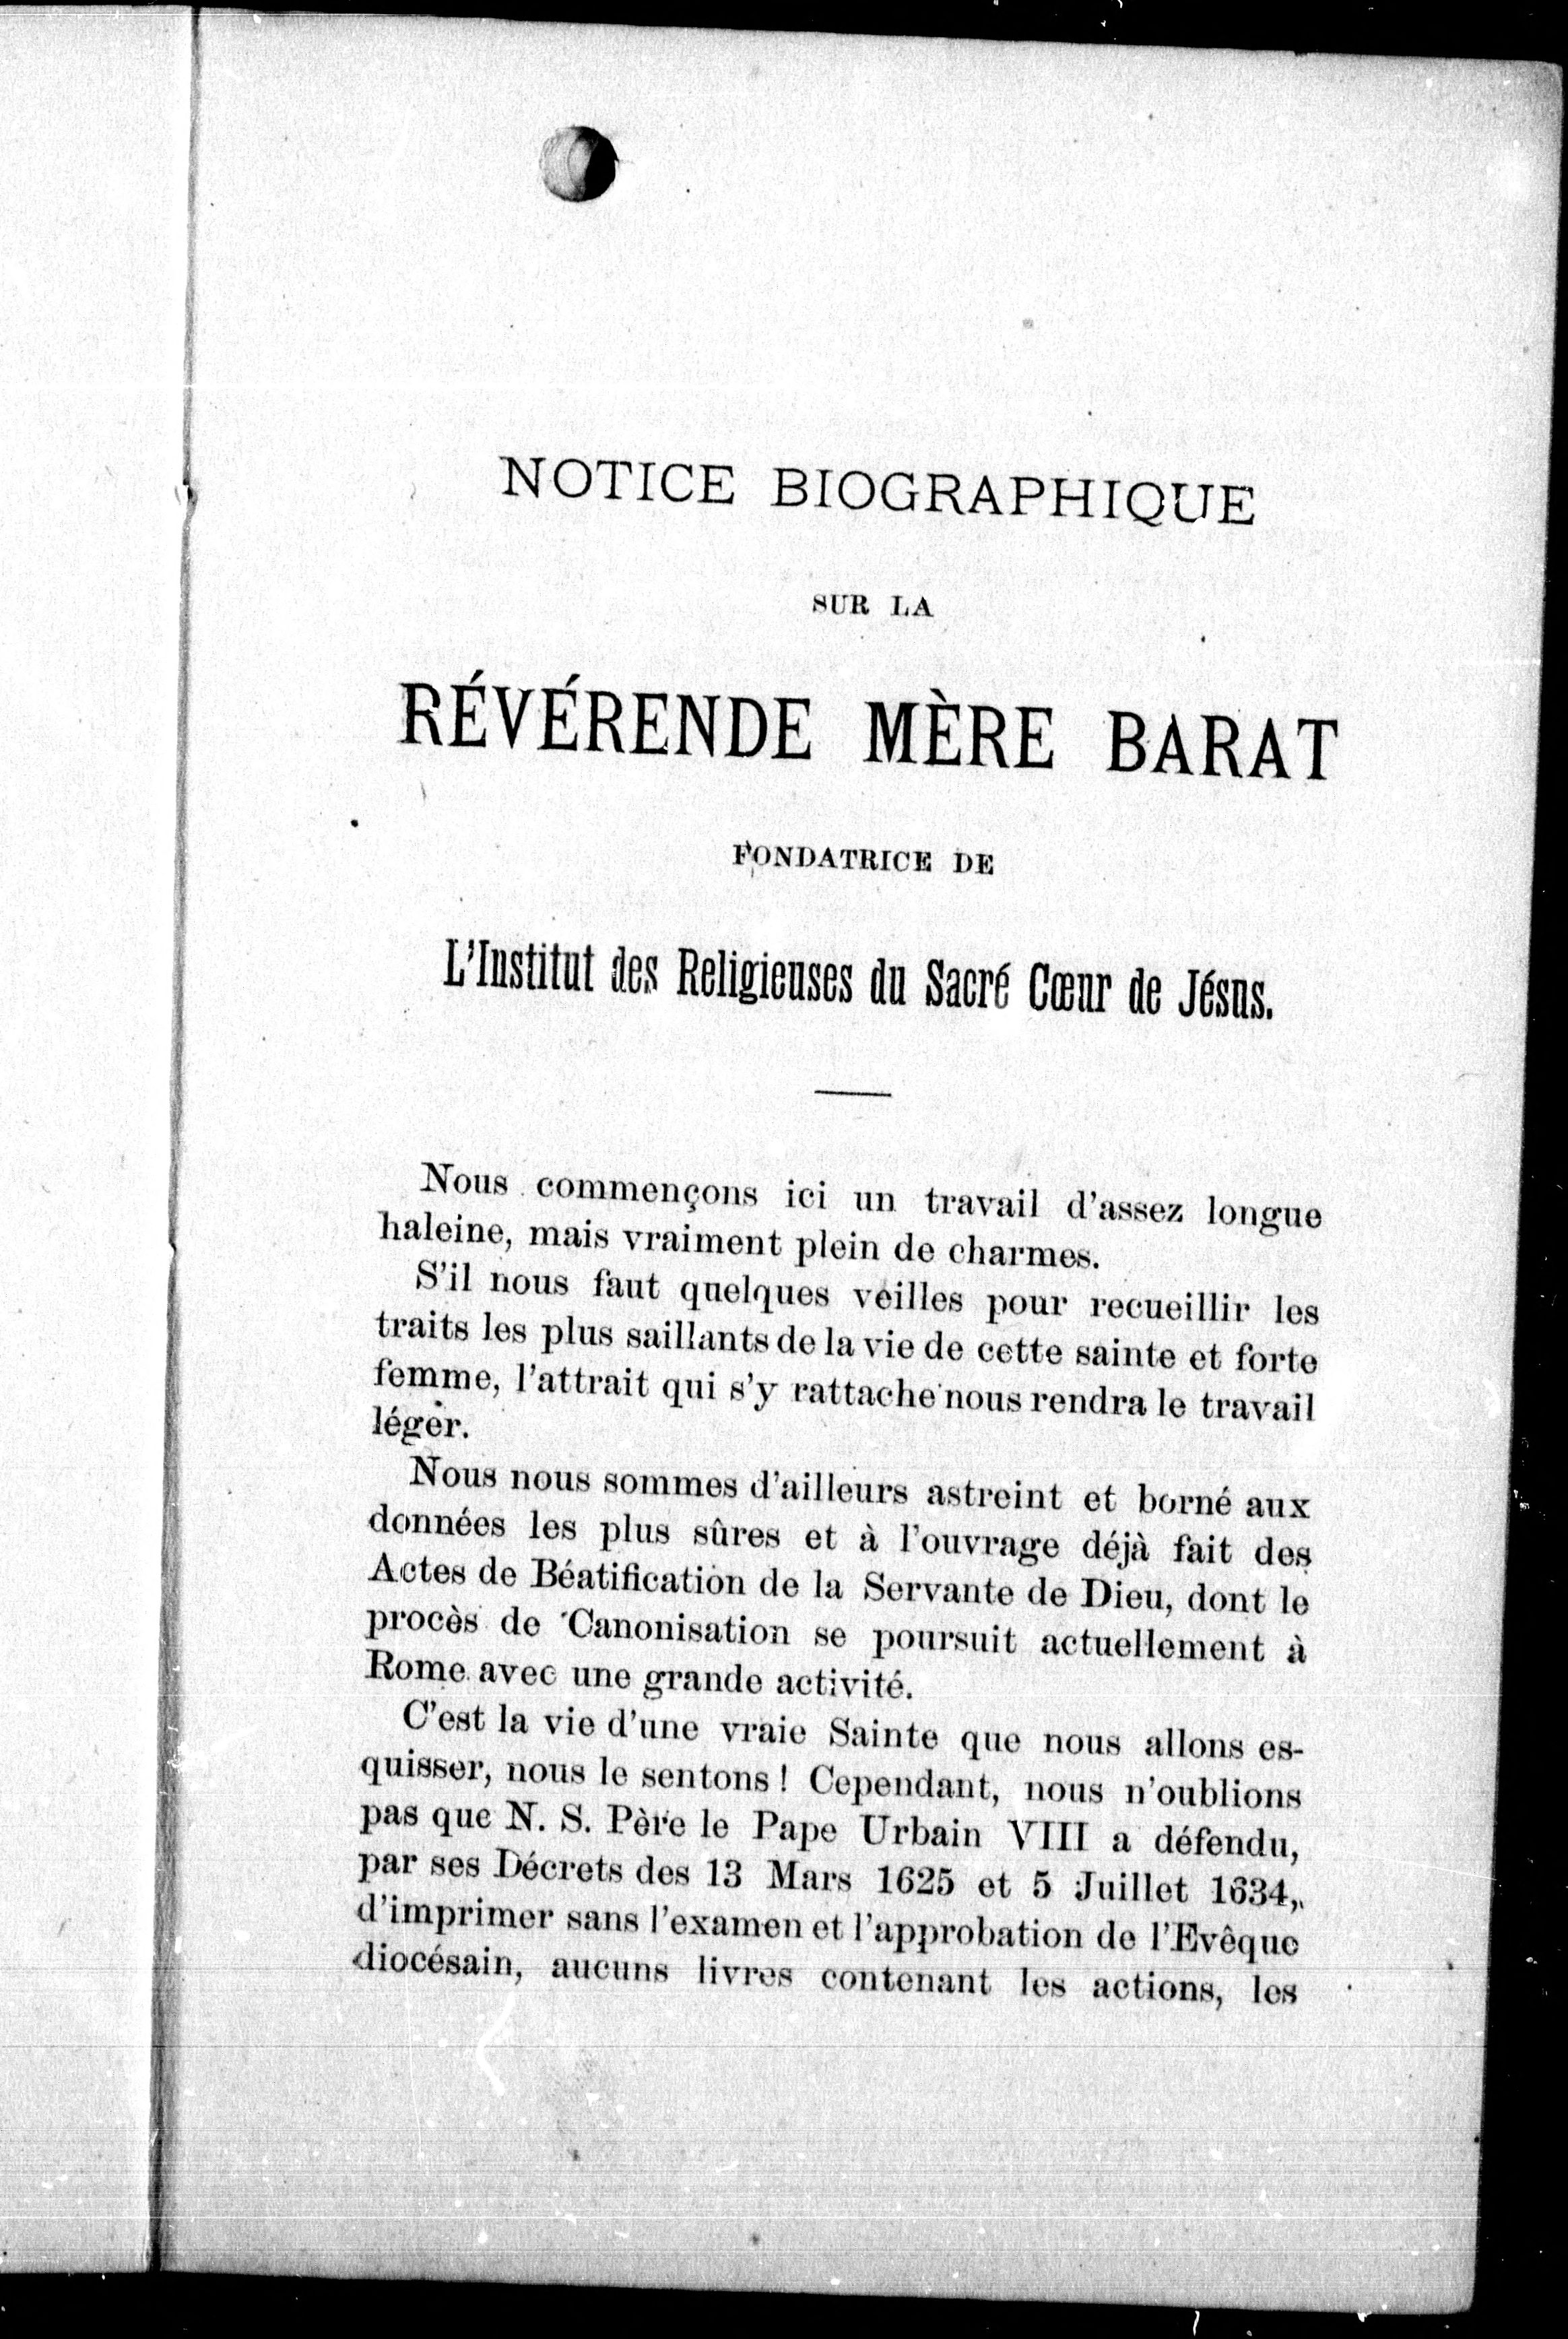 NOTICE BIOGRAPHIQUE
SUR LA
RÉVÉRENDE MÈRE BARAT
FONDATRICE DE
L'Institut des Religieuses du Sacré Cœur de Jésus.
Nous commençons ici un travail d'assez longue
haleine, mais vraiment plein de charmes.
S'il nous faut quelques veilles pour recueillir les
traits les plus saillants de la vie de cette sainte et forte
femme, l'attrait qui s'y rattache nous rendra le travail
léger.
Nous nous sommes d'ailleurs astreint et borné aux
données les plus sûres et à l'ouvrage déjà fait des
Actes de Béatification de la Servante de Dieu, dont le
procès de Canonisation se poursuit actuellement à
Rome avec une grande activité.
C'est la vie d'une vraie Sainte que nous allons es-
quisser, nous le sentons ! Cependant, nous n'oublions
pas que N. S. Père le Pape Urbain VIII a défendu,
par ses Décrets des 13 Mars 1625 et 5 Juillet 1634,
d'imprimer sans l'examen et l'approbation de l'Evêque
diocésain, aucuns livres contenant les actions, les